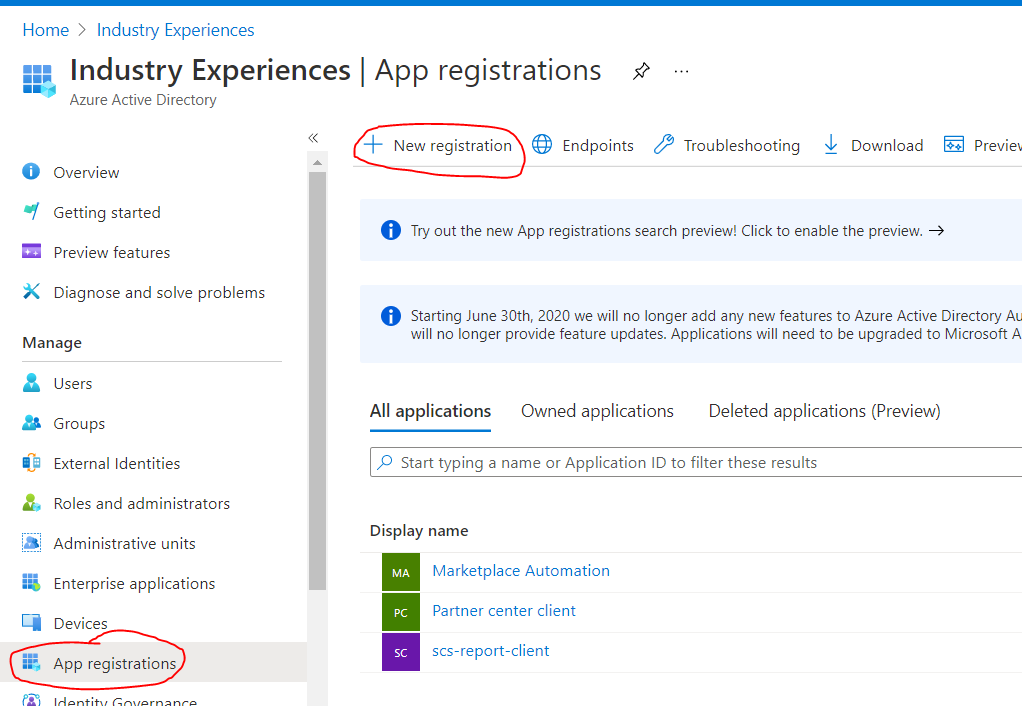 Home > Industry Experiences
Industry Experiences | App registrations
Azure Active Directory
Overview
Getting started
Preview features
Diagnose and solve problems
Manage
Users
Groups
External Identities
Roles and administrators
Administrative units
Enterprise applications
Devices
App registrations
Identity Governance
New registration
Endpoints
Troubleshooting
Download
Preview
Try out the new App registrations search preview! Click to enable the preview. →
Starting June 30th, 2020 we will no longer add any new features to Azure Active Directory Au
will no longer provide feature updates. Applications will need to be upgraded to Microsoft A
All applications
Owned applications
Deleted applications (Preview)
Start typing a name or Application ID to filter these results
Display name
MA Marketplace Automation
PC Partner center client
SC scs-report-client